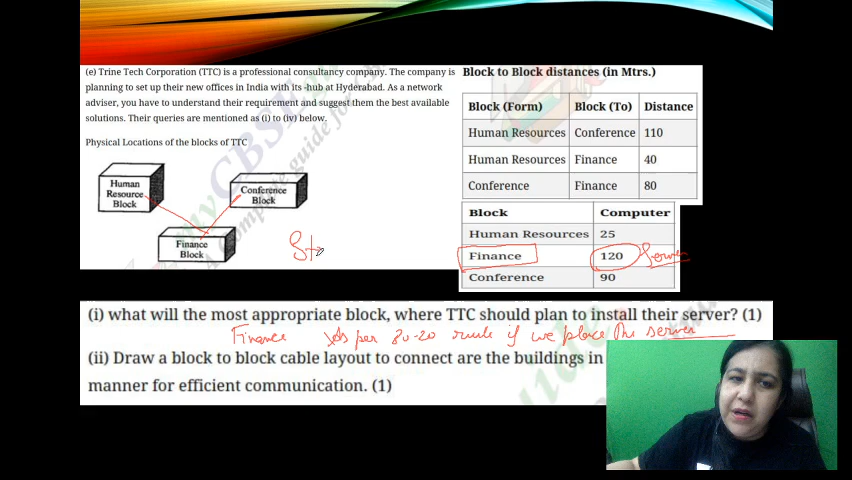 (e) Trine Tech Corporation (TTC) is a professional consultancy company. The company is
planning to set up their new offices in India with its -hub at Hyderabad. As a network
adviser, you have to understand their requirement and suggest them the best available
solutions. Their queries are mentioned as (i) to (iv) below.
Physical Locations of the blocks of TTC
Human
Resource
Block
Conference
Block
Finance
Block
St
Block to Block distances (in Mtrs.)
Block (Form) Block (To) Distance
Human Resources Conference 110
Human Resources Finance 40
Conference Finance 80
Block Computer
Human Resources 25
Finance 120 Server
Conference 90
(i) what will the most appropriate block, where TTC should plan to install their server? (1)
Finance As per 80-20 rule if we place the server
(ii) Draw a block to block cable layout to connect are the buildings in
manner for efficient communication. (1)